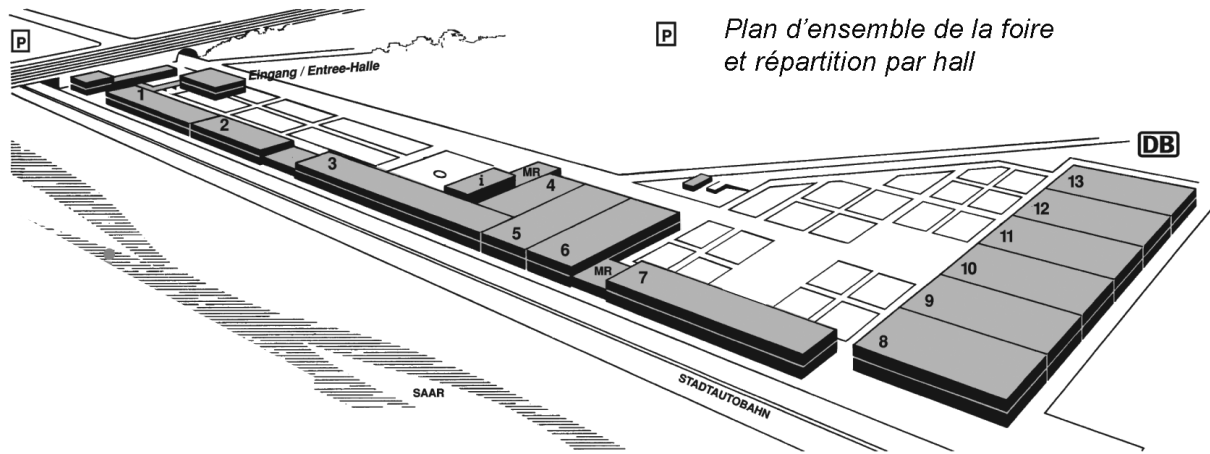 P
P
Plan d'ensemble de la foire
et répartition par hall
Eingang / Entree-Halle
1
2
3
i
MR
4
5
6
MR
7
DB
13
12
11
10
9
8
STADTAUTOBAHN
SAAR